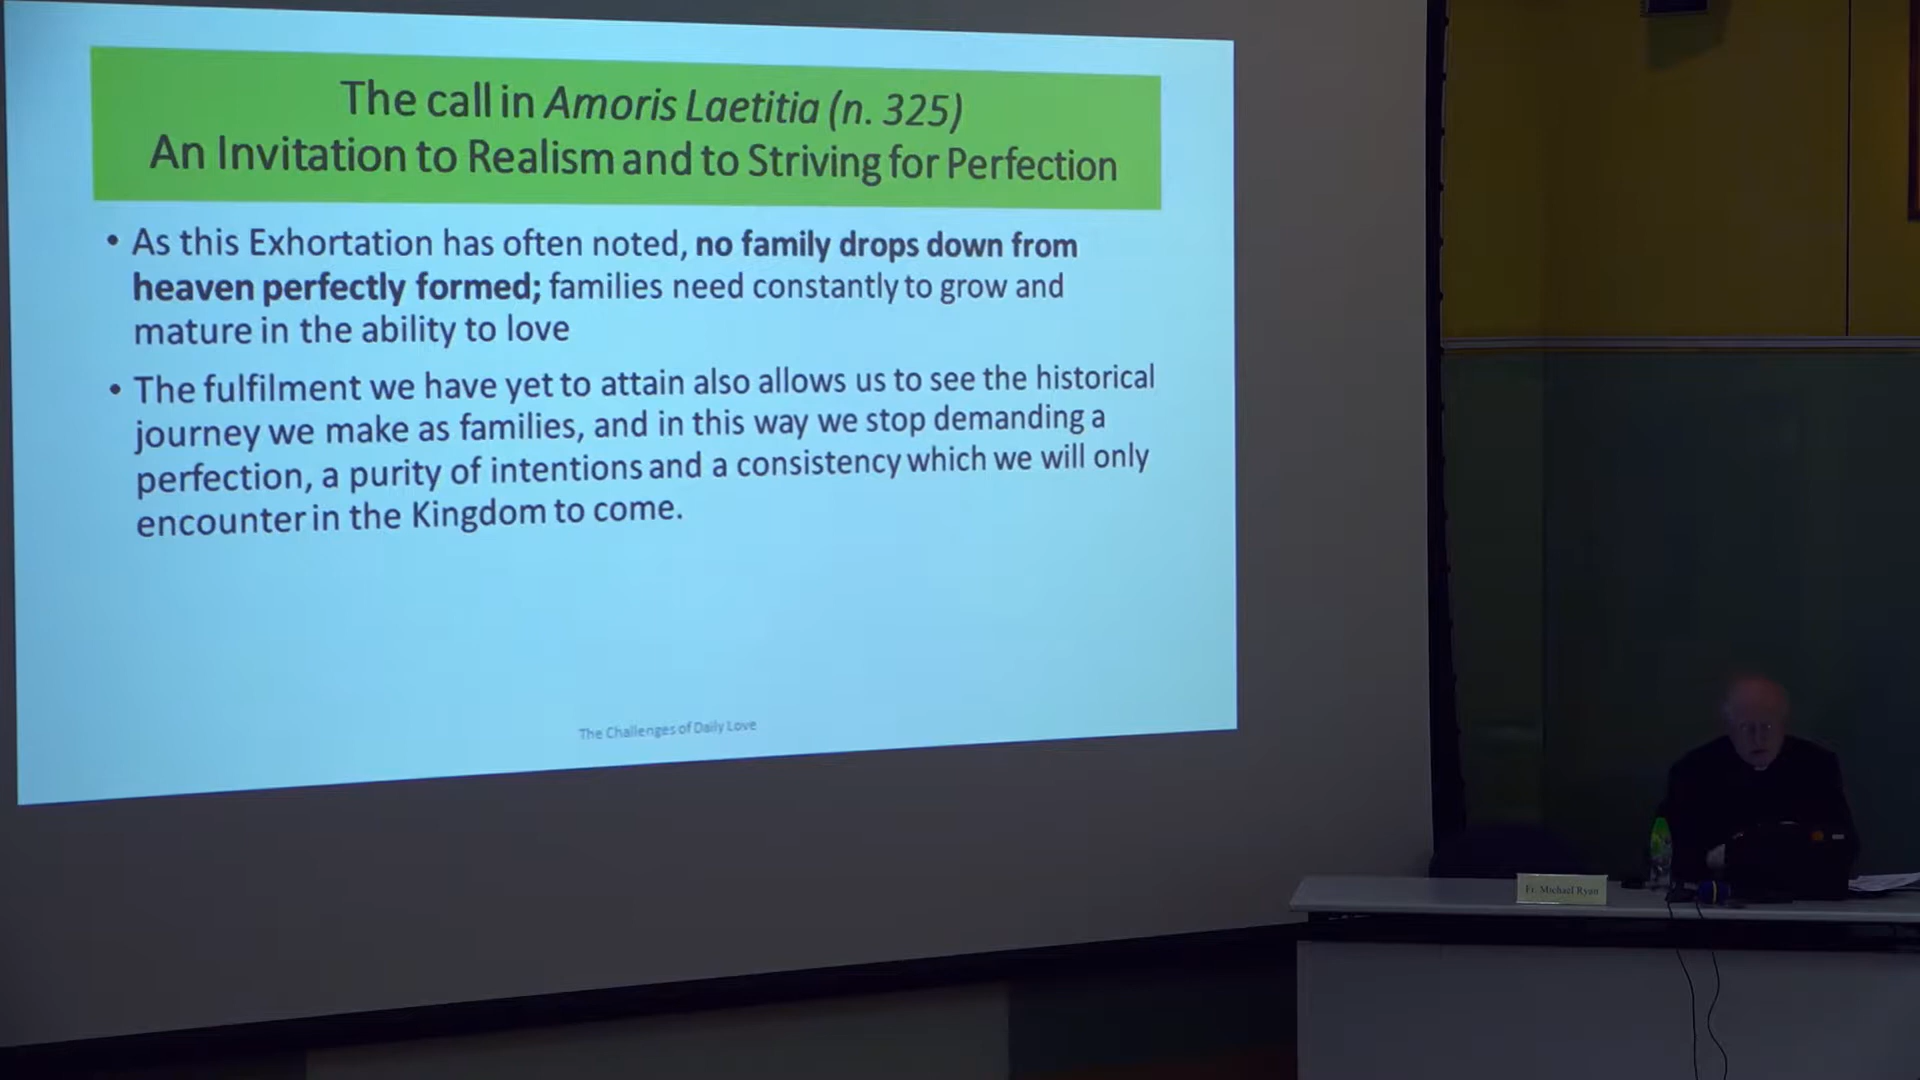 The call in Amoris Laetitia (n. 325)
An Invitation to Realism and to Striving for Perfection
• As this Exhortation has often noted, no family drops down from
heaven perfectly formed; families need constantly to grow and
mature in the ability to love
• The fulfilment we have yet to attain also allows us to see the historical
journey we make as families, and in this way we stop demanding a
perfection, a purity of intentions and a consistency which we will only
encounter in the Kingdom to come.
The Challenges of Daily Love
Fr. Michael Ryan